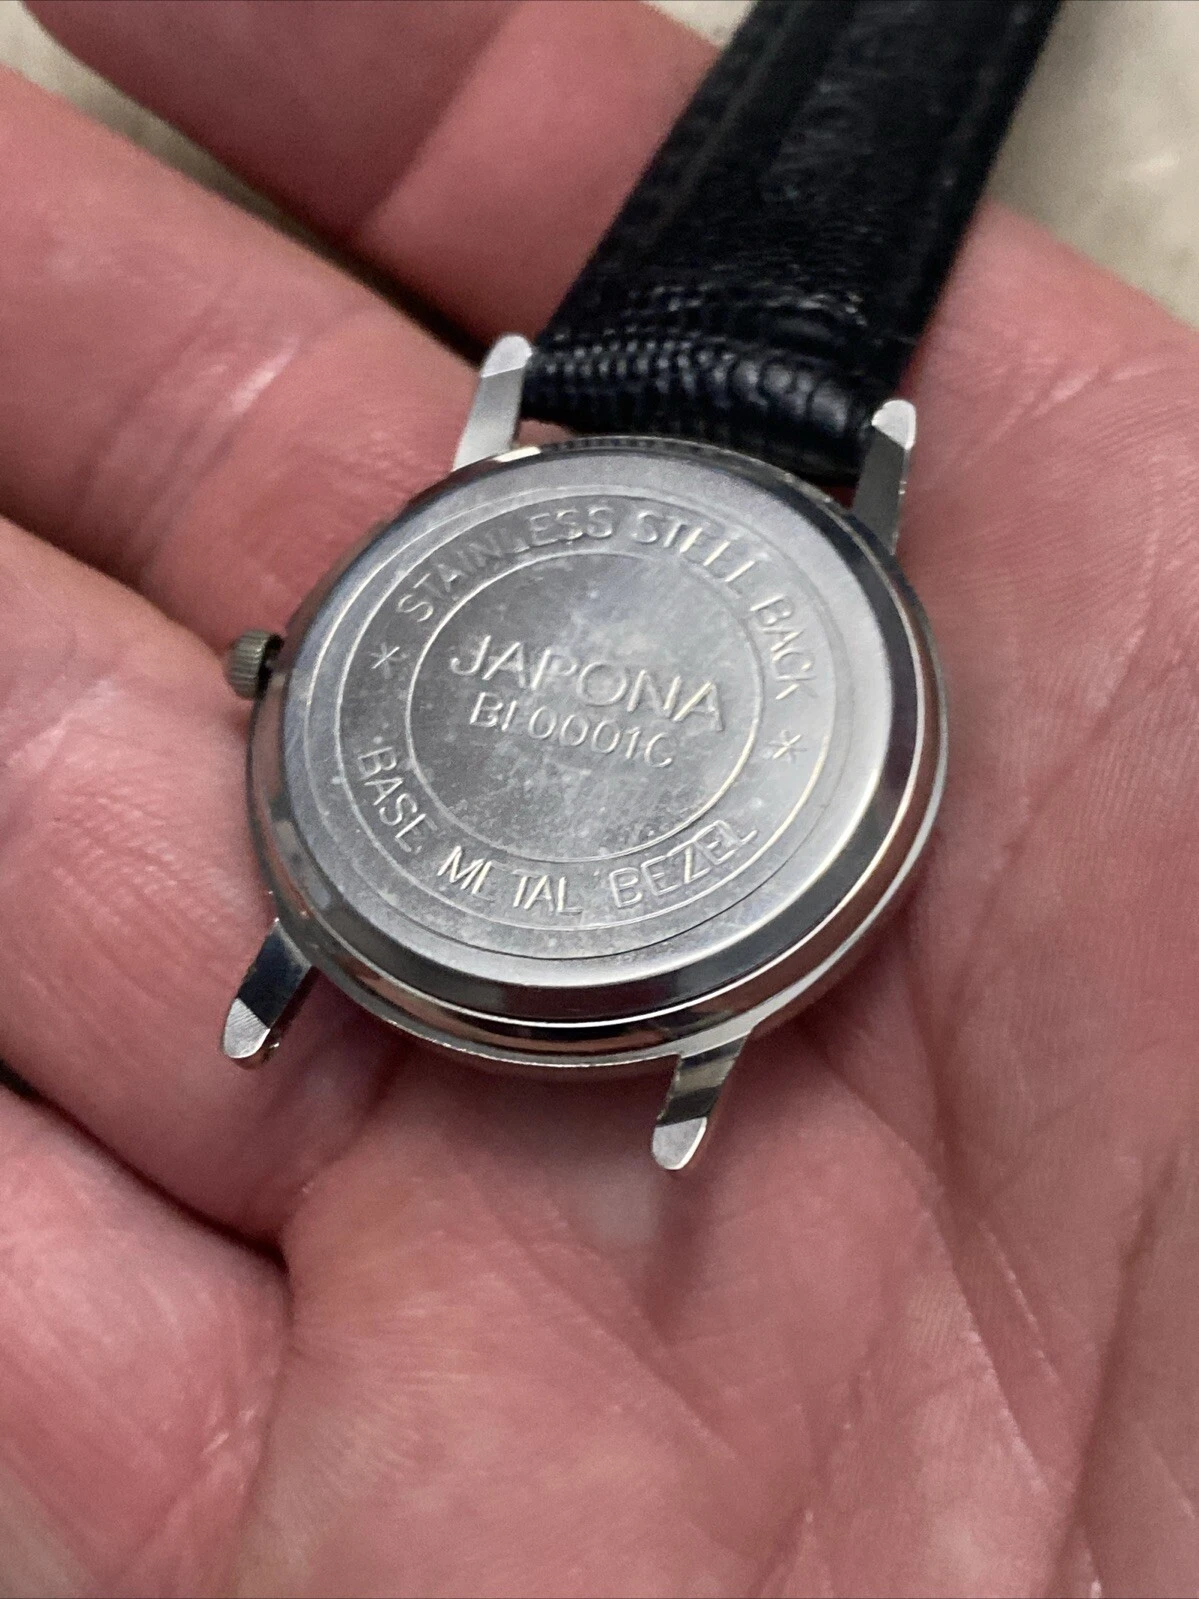 * STAINLESS STEEL BACK *
JAPONA
BF0001C
BASE METAL BEZEL